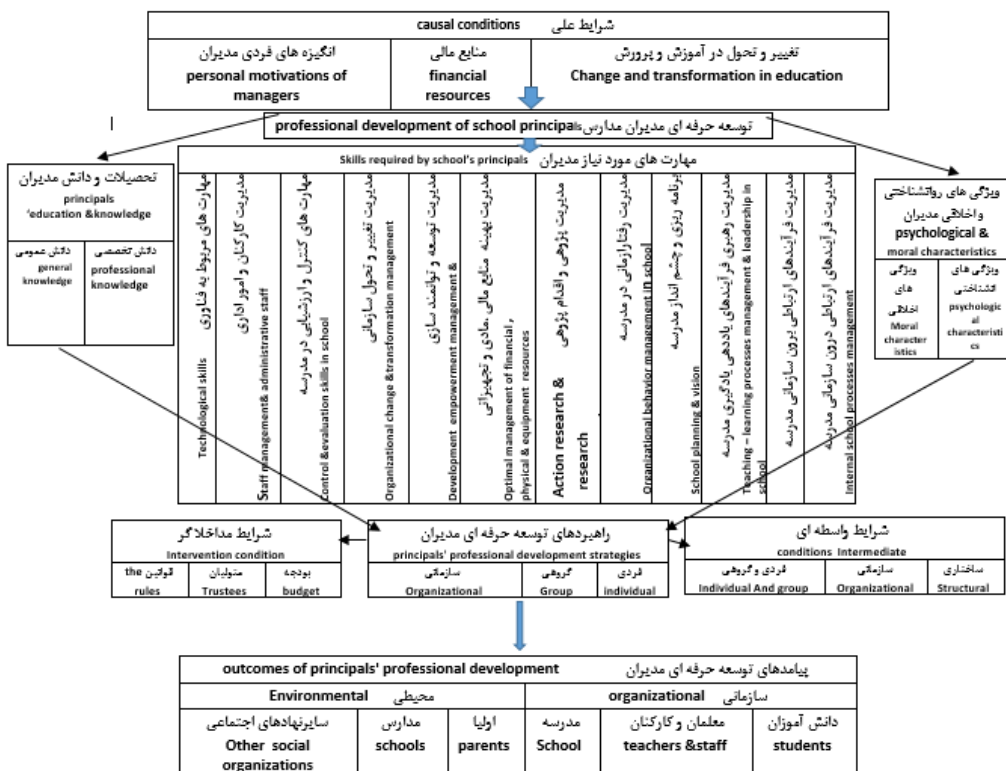 شرایط علی causal conditions
انگیزه های فردی مدیران
personal motivations of
managers
منابع مالی
financial
resources
تغییر و تحول در آموزش و پرورش
Change and transformation in education
توسعه حرفه ای مدیران مدارس professional development of school principals
مهارت های مورد نیاز مدیران Skills required by school's principals
تحصیلات و دانش مدیران
principals
'education &knowledge
دانش عمومی
general
knowledge
دانش تخصصی
professional
knowledge
مهارت های مربوط به فناوری
Technological skills
مدیریت کارکنان و امور اداری
Staff management& administrative staff
مهارت های کنترل و ارزشیابی در مدرسه
Control &evaluation skills in school
مدیریت تغییر و تحول سازمانی
Organizational change &transformation management
مدیریت توسعه و توانمند سازی
Development empowerment management &
مدیریت بهینه منابع مالی ,مادی و تجهیزاتی
Optimal management of financial ,
physical & equipment resources
مدیریت پژوهی و اقدام پژوهی
Action research &
research
مدیریت رفتارازمانی در مدرسه
Organizational behavior management in school
برنامه ریزی و چشم انداز مدرسه
School planning & vision
مدیریت رهبری فرآیندهای یاددهی یادگیری مدرسه
Teaching – learning processes management & leadership in
school
مدیریت فرآیندهای ارتباطی برون سازمانی مدرسه
مدیریت فرآیندهای ارتباطی درون سازمانی مدرسه
Internal school processes management
ویژگی های رواتشناختی
و اخلاقی مدیران
psychological &
moral characteristics
ویژگی
های
اخلاقی
Moral
character
istics
ویژگی های
اتشناختی
psychologic
al
characteristi
cs
شرایط مداخلاگر
Intervention condition
قوانین the
rules
متولیان
Trustees
بودجه
budget
راهبردهای توسعه حرفه ای مدیران
principals' professional development strategies
سازمانی
Organizational
گروهی
Group
فردی
individual
شرایط واسطه ای
conditions Intermediate
فردی و گروهی
Individual And group
سازمانی
Organizational
ساختاری
Structural
پیامدهای توسعه حرفه ای مدیران outcomes of principals' professional development
محیطی Environmental
سازمانی organizational
سایرنهادهای اجتماعی
Other social
organizations
مدارس
schools
اولیا
parents
مدرسه
School
معلمان و کارکنان
teachers &staff
دانش آموزان
students